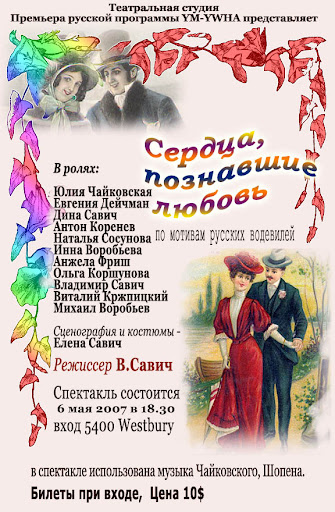 Театральная студия
Премьера русской программы YM-YWHA представляет
Сердца,
познавшие
любовь
по мотивам русских водевилей
В ролях:
Юлия Чайковская
Евгения Дейчман
Дина Савич
Антон Коренев
Наталья Сосунова
Инна Воробьева
Анжела Фрип
Ольга Коршунова
Владимир Савич
Виталий Кржпицкий
Михаил Воробьев
Сценография и костюмы -
Елена Савич
Режиссер В.Савич
Спектакль состоится
6 мая 2007 в 18.30
вход 5400 Westbury
в спектакле использована музыка Чайковского, Шопена.
Билеты при входе, Цена 10$